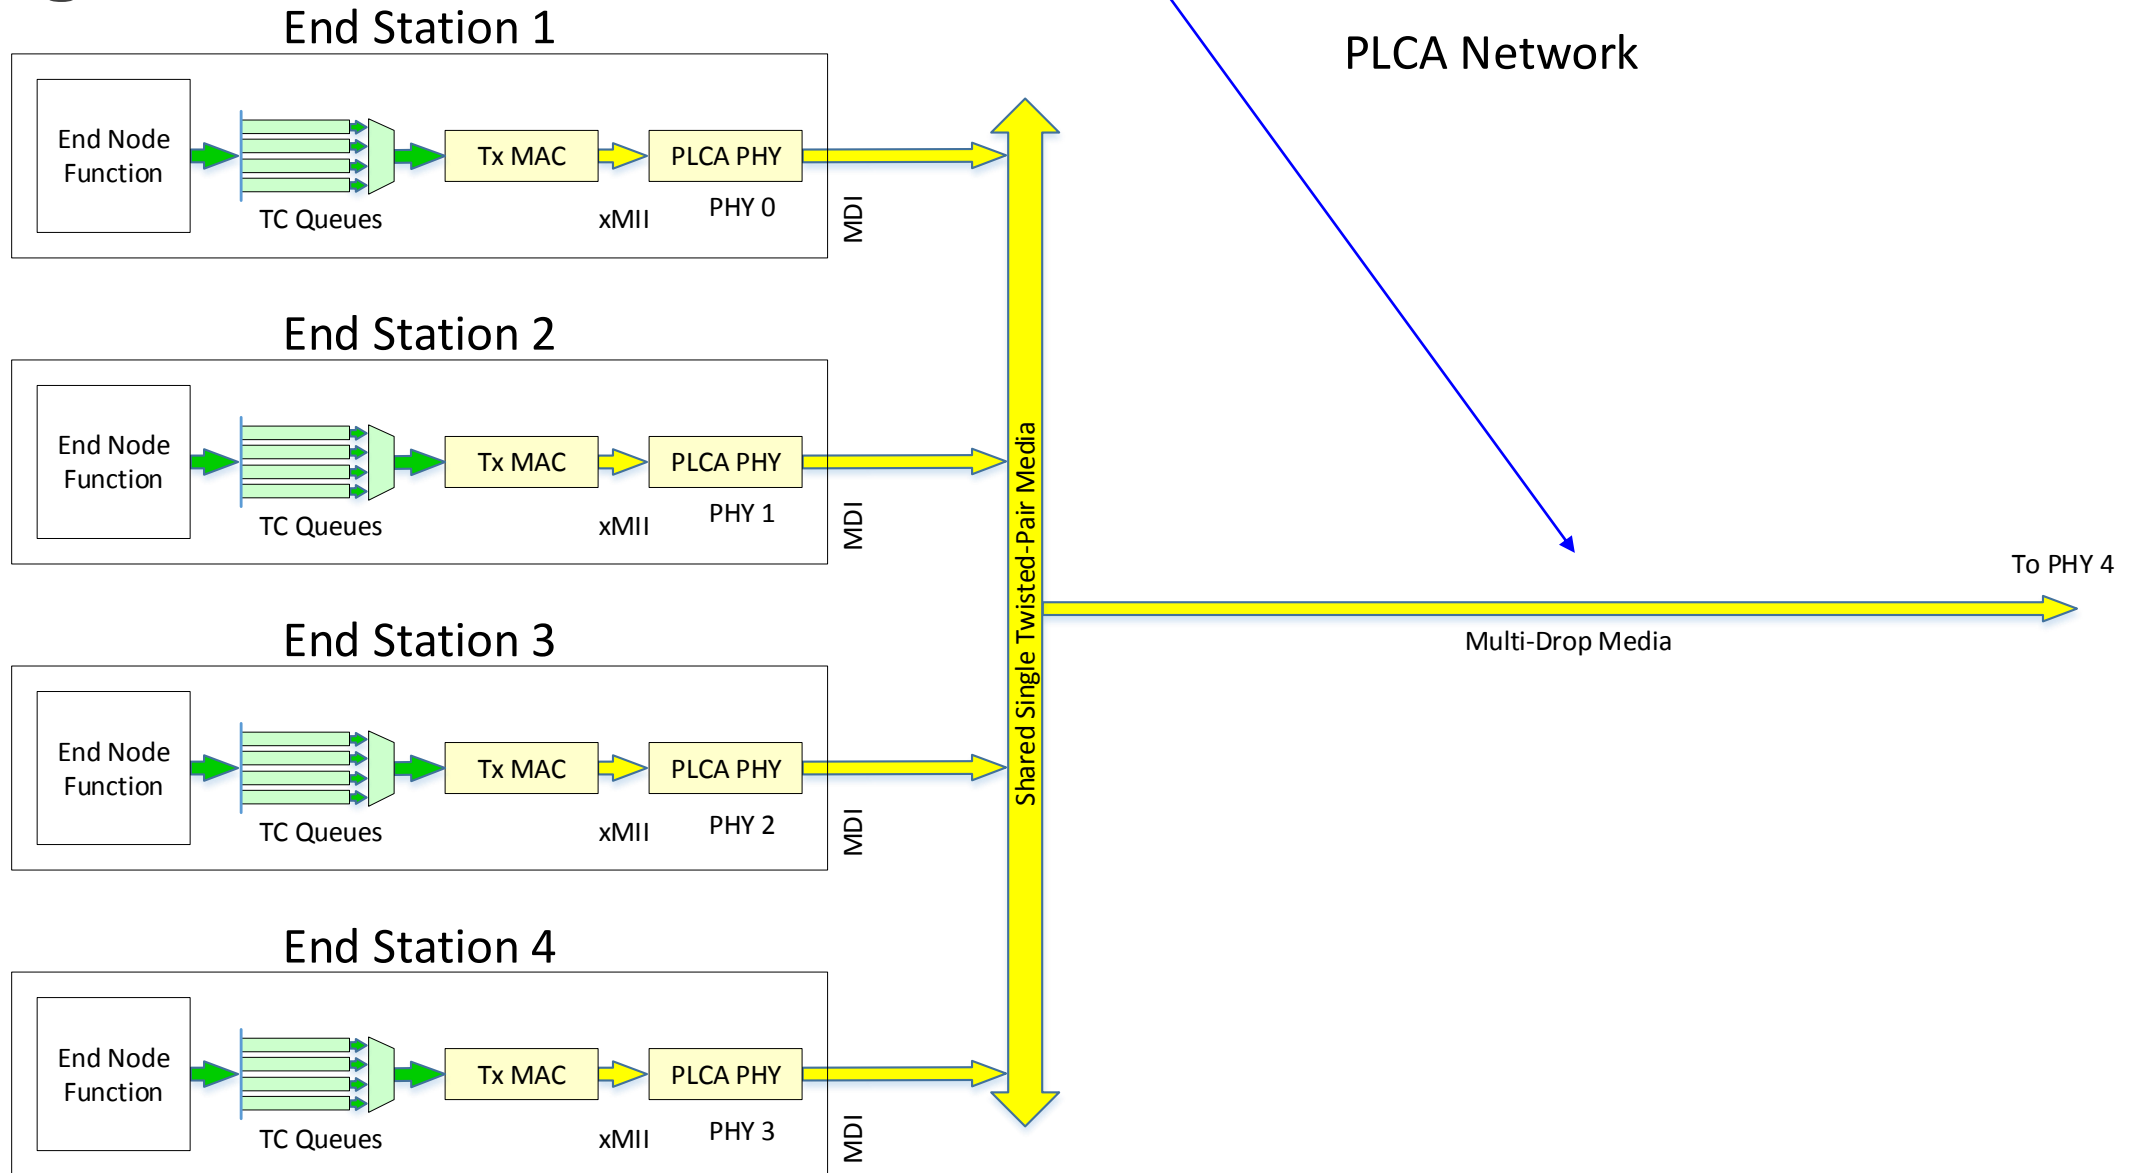 End Station 1
PLCA Network
End Node
Function
TC Queues
Tx MAC
xMII
PLCA PHY
PHY 0
MDI
End Station 2
End Node
Function
TC Queues
Tx MAC
xMII
PLCA PHY
PHY 1
MDI
Shared Single Twisted-Pair Media
To PHY 4
Multi-Drop Media
End Station 3
End Node
Function
TC Queues
Tx MAC
xMII
PLCA PHY
PHY 2
MDI
End Station 4
End Node
Function
TC Queues
Tx MAC
xMII
PLCA PHY
PHY 3
MDI